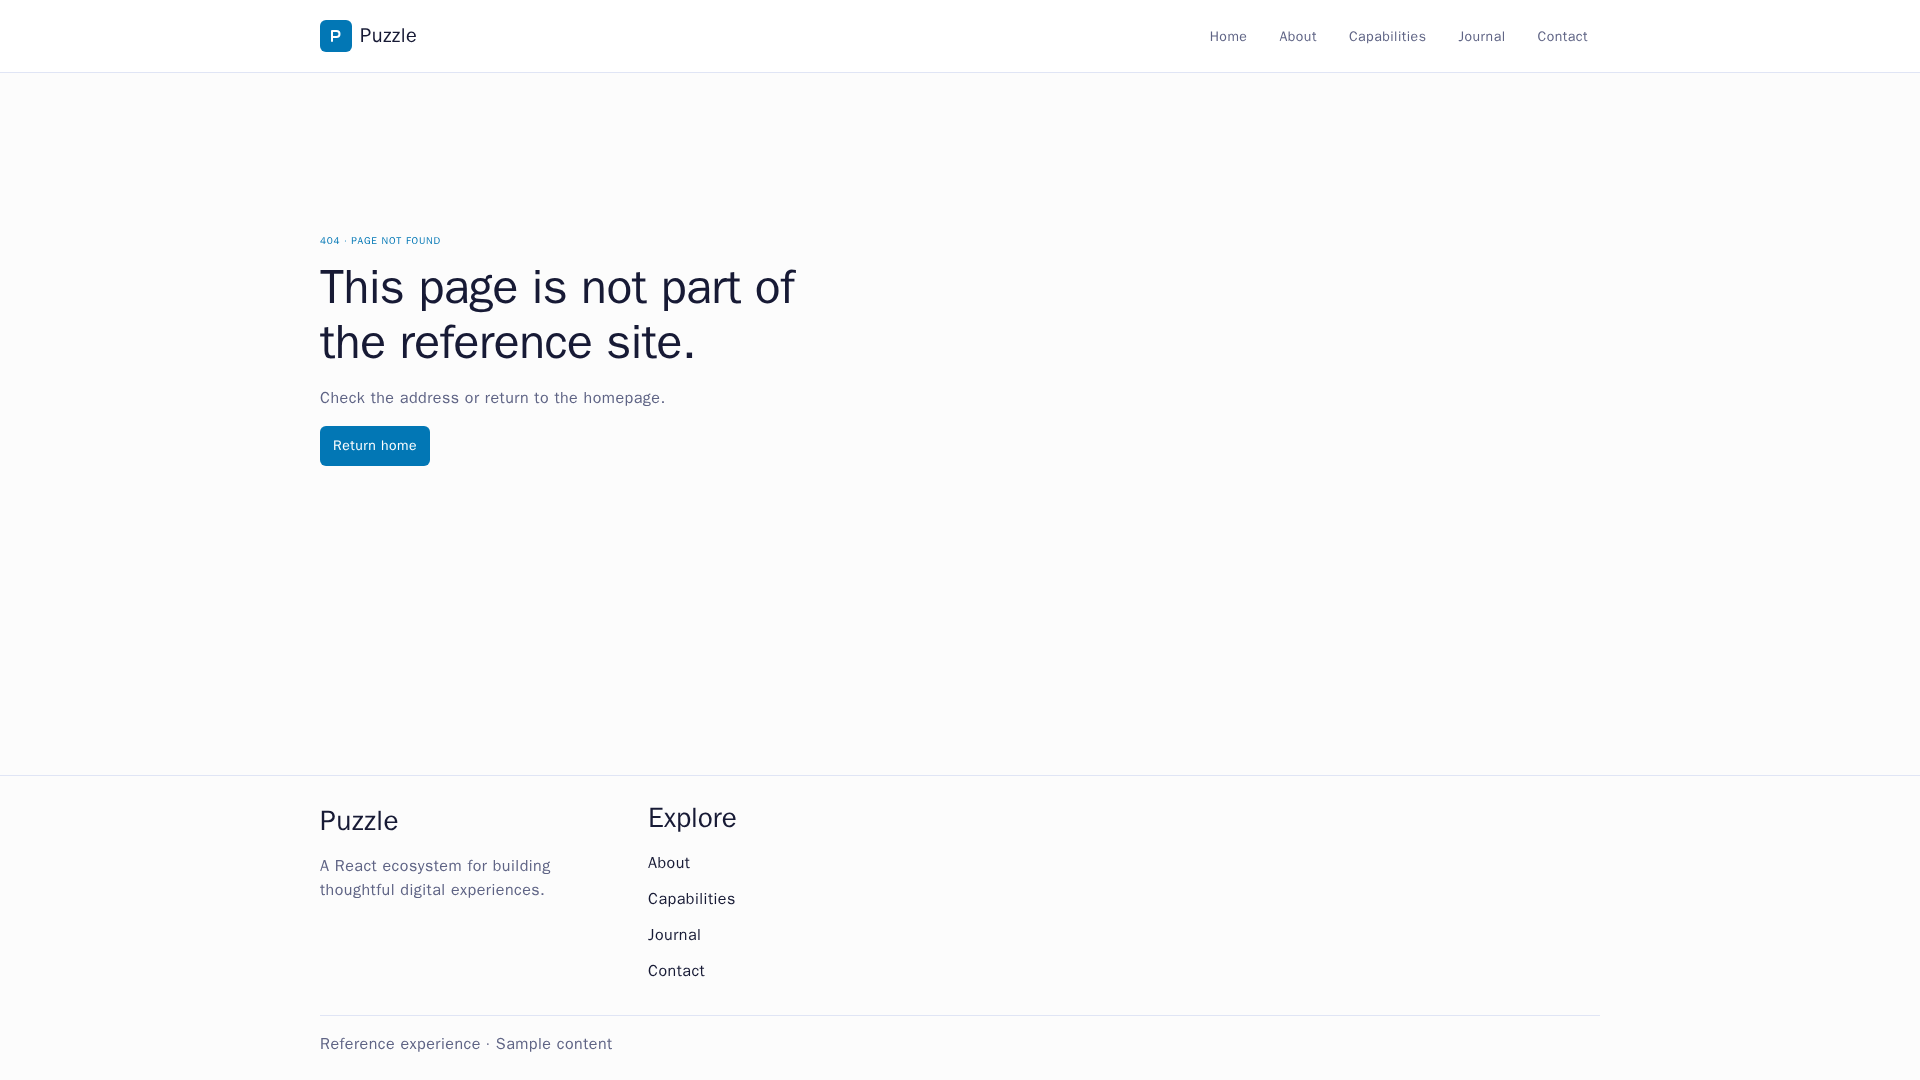 P Puzzle
Home About Capabilities Journal Contact
404 · PAGE NOT FOUND
This page is not part of
the reference site.
Check the address or return to the homepage.
Return home
Puzzle
A React ecosystem for building
thoughtful digital experiences.
Explore
About
Capabilities
Journal
Contact
Reference experience · Sample content